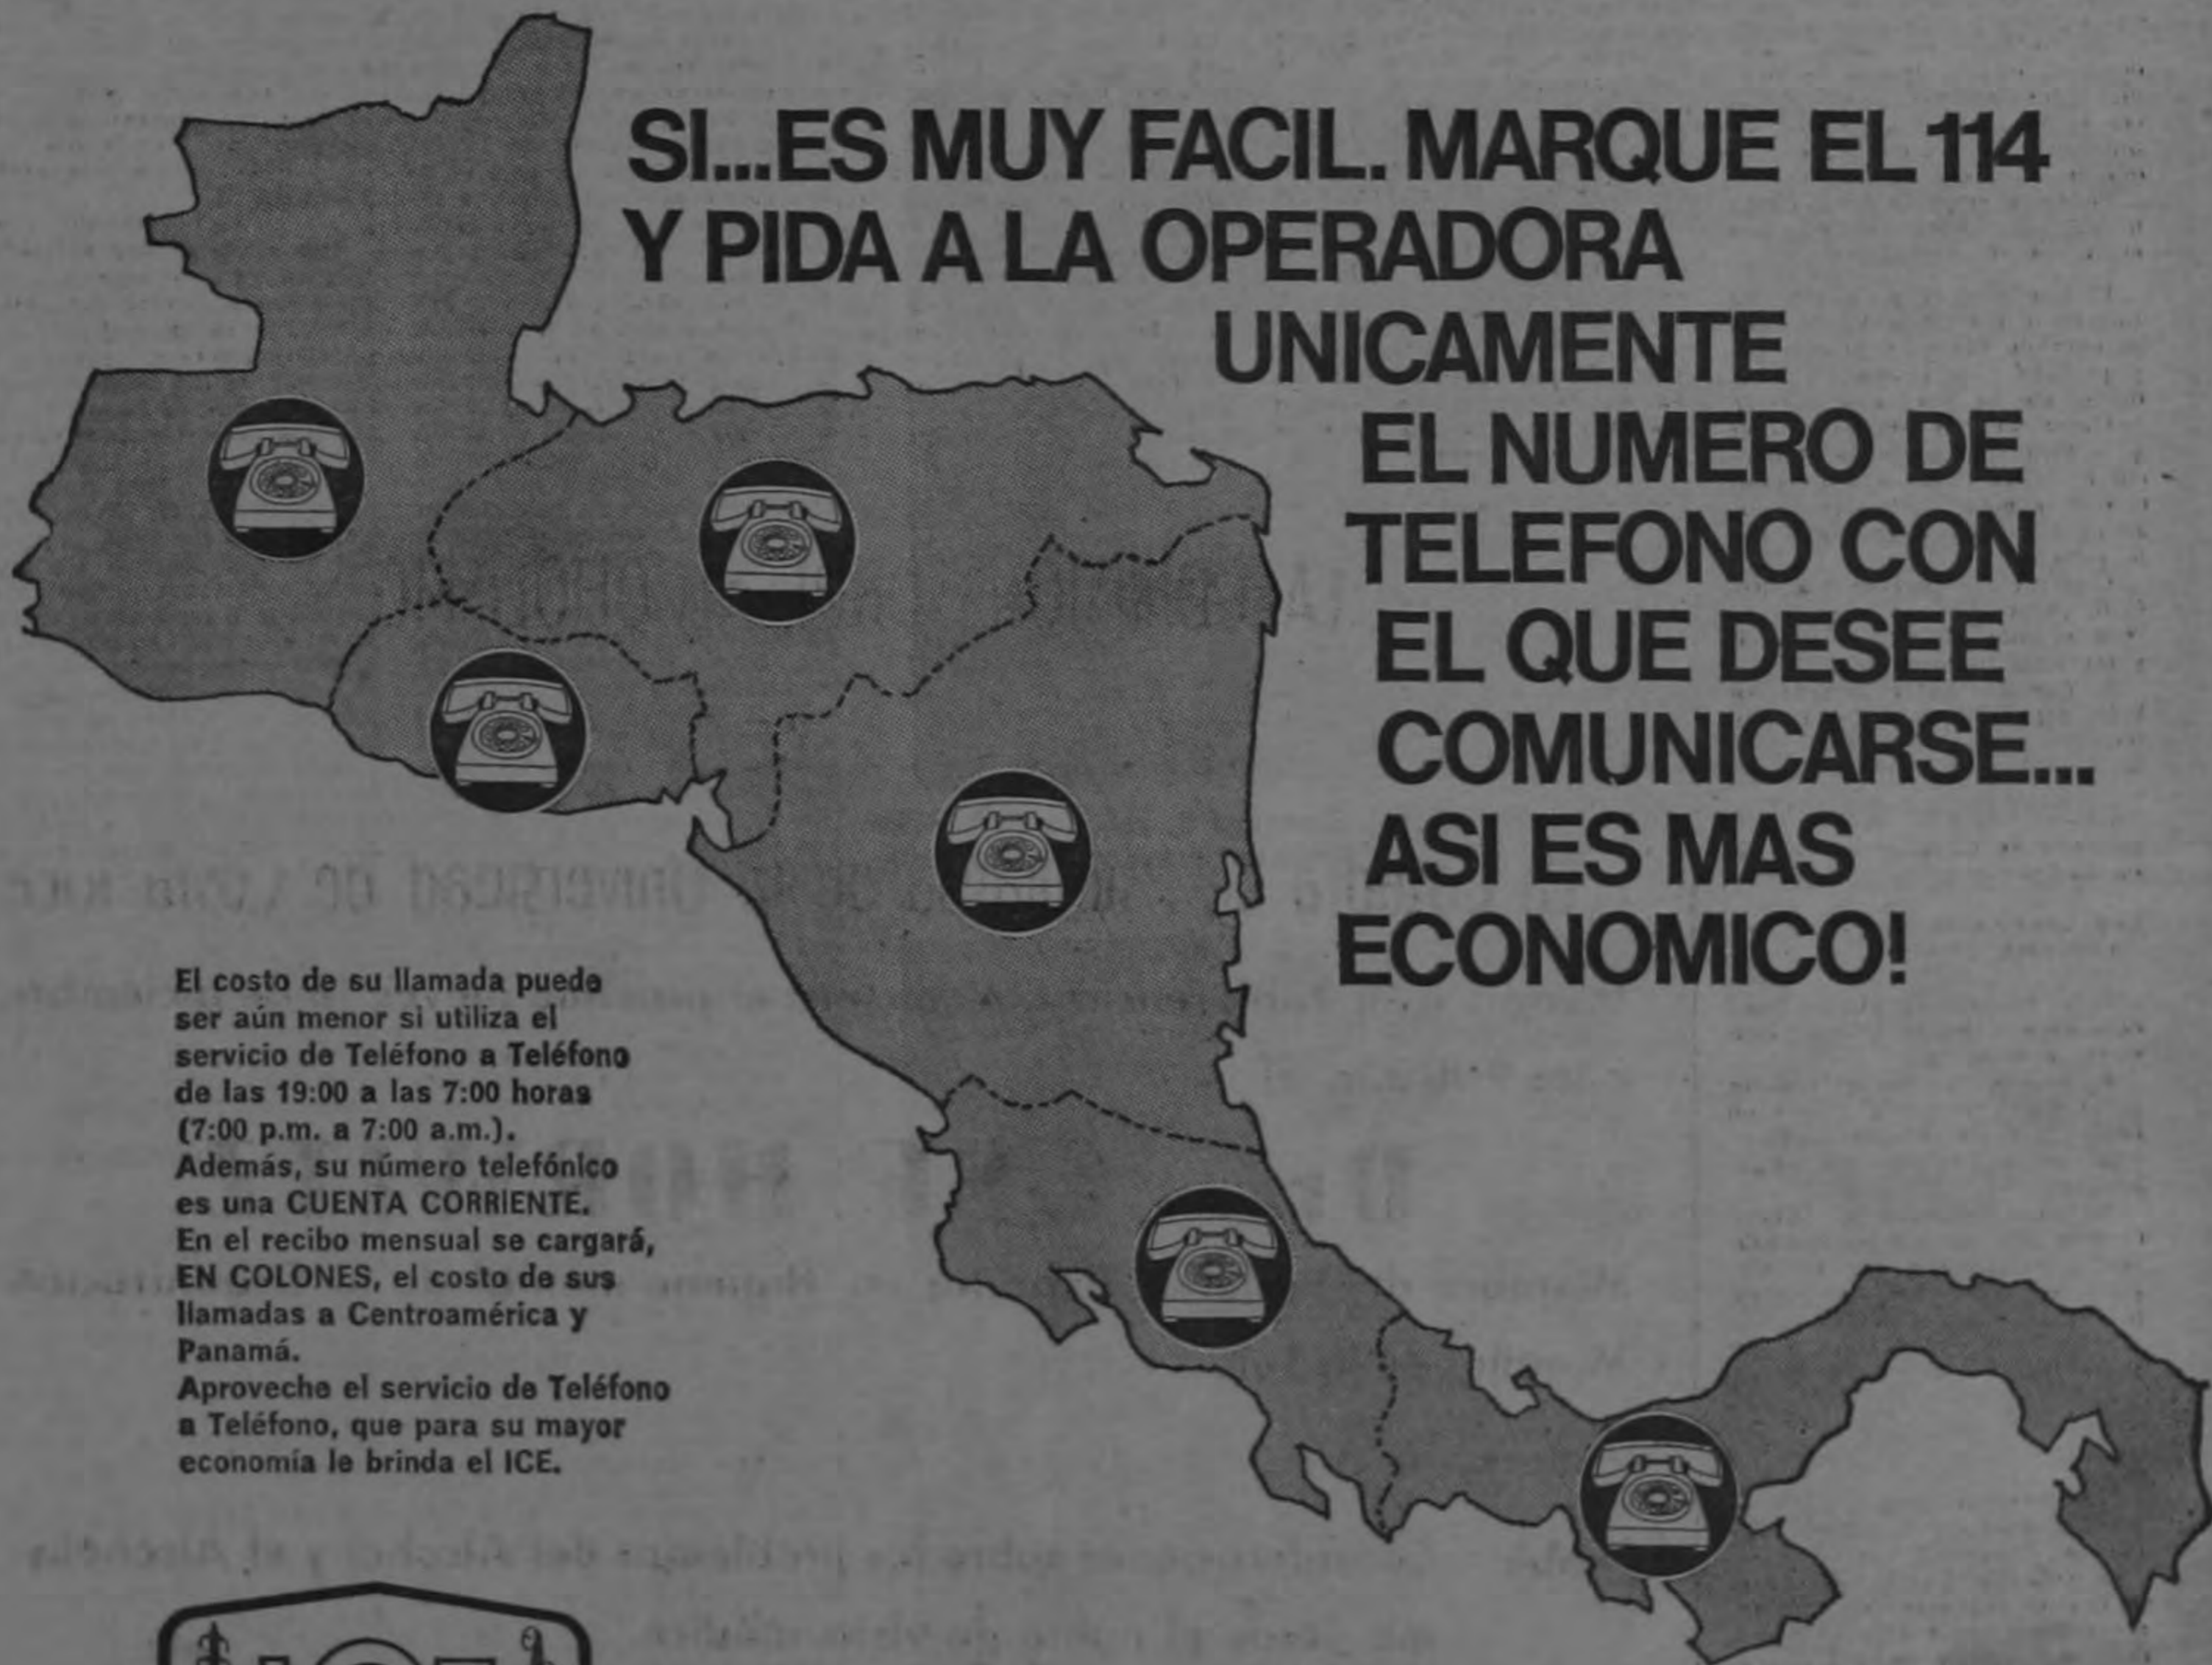 SI...ES MUY FACIL. MARQUE EL 114
Y PIDA A LA OPERADORA
UNICAMENTE
EL NUMERO DE
TELEFONO CON
EL QUE DESEE
COMUNICARSE...
ASI ES MAS
ECONOMICO!
El costo de su llamada puede
ser aún menor si utiliza el
servicio de Teléfono a Teléfono
de las 19:00 a las 7:00 horas
(7:00 p.m. a 7:00 a.m.).
Además, su número telefónico
es una CUENTA CORRIENTE.
En el recibo mensual se cargará,
EN COLONES, el costo de sus
llamadas a Centroamérica y
Panamá.
Aproveche el servicio de Teléfono
a Teléfono, que para su mayor
economía le brinda el ICE.